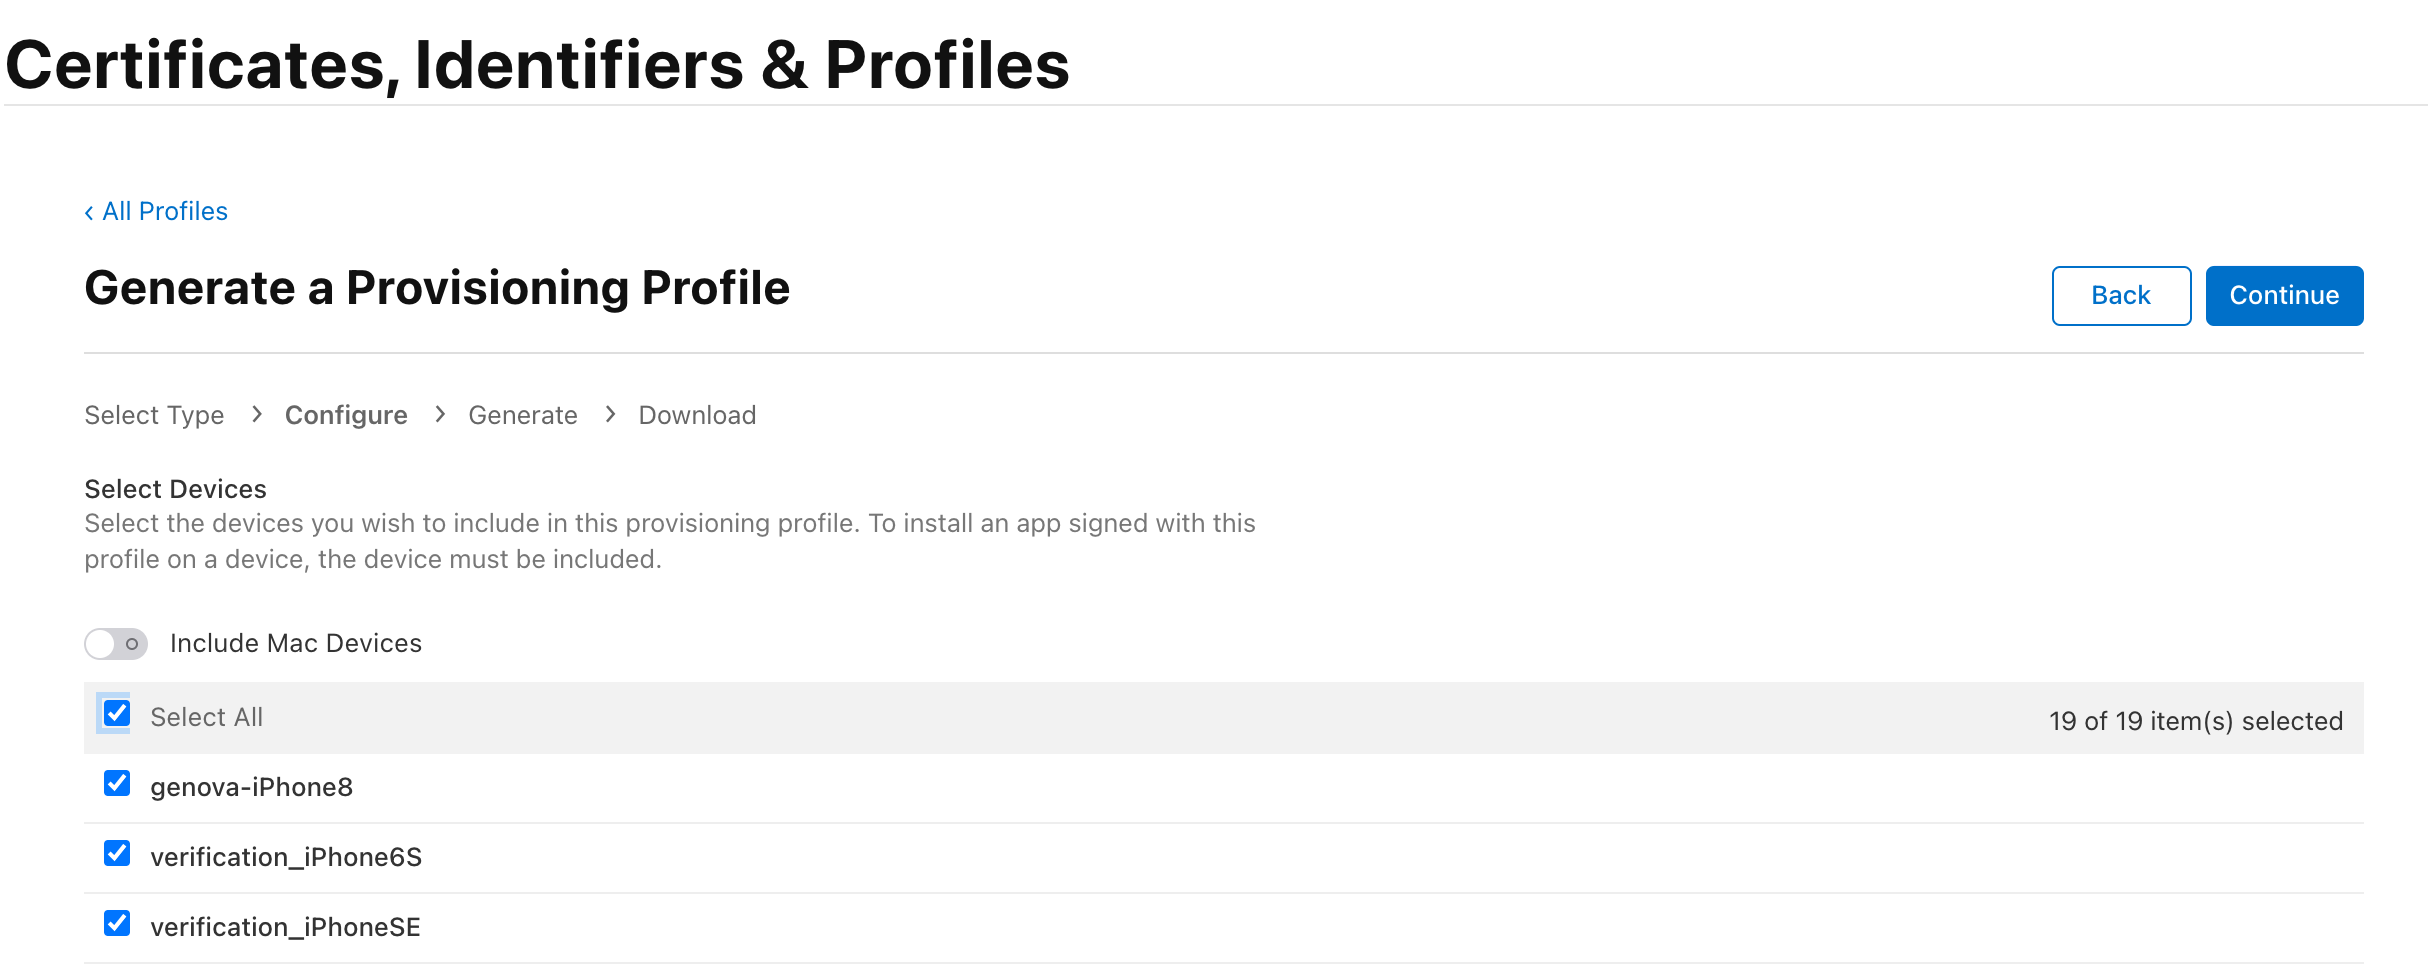 Certificates, Identifiers & Profiles
‹ All Profiles
Generate a Provisioning Profile
Back
Continue
Select Type > Configure > Generate > Download
Select Devices
Select the devices you wish to include in this provisioning profile. To install an app signed with this
profile on a device, the device must be included.
Include Mac Devices
Select All
19 of 19 item(s) selected
genova-iPhone8
verification_iPhone6S
verification_iPhoneSE